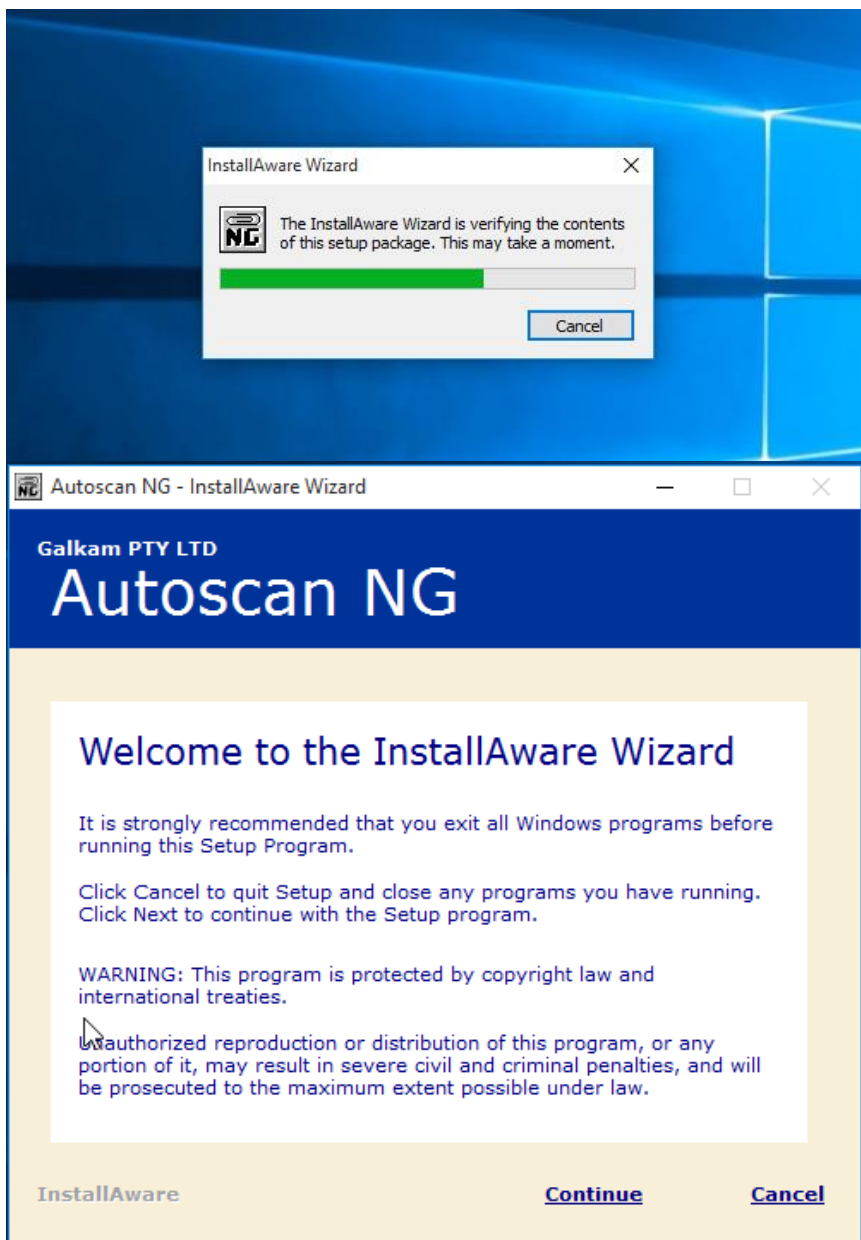 InstallAware Wizard
NG
The InstallAware Wizard is verifying the contents
of this setup package. This may take a moment.
Cancel
NG
Autoscan NG - InstallAware Wizard
Galkam PTY LTD
Autoscan NG
Welcome to the InstallAware Wizard
It is strongly recommended that you exit all Windows programs before
running this Setup Program.
Click Cancel to quit Setup and close any programs you have running.
Click Next to continue with the Setup program.
WARNING: This program is protected by copyright law and
international treaties.
Unauthorized reproduction or distribution of this program, or any
portion of it, may result in severe civil and criminal penalties, and will
be prosecuted to the maximum extent possible under law.
InstallAware
Continue
Cancel